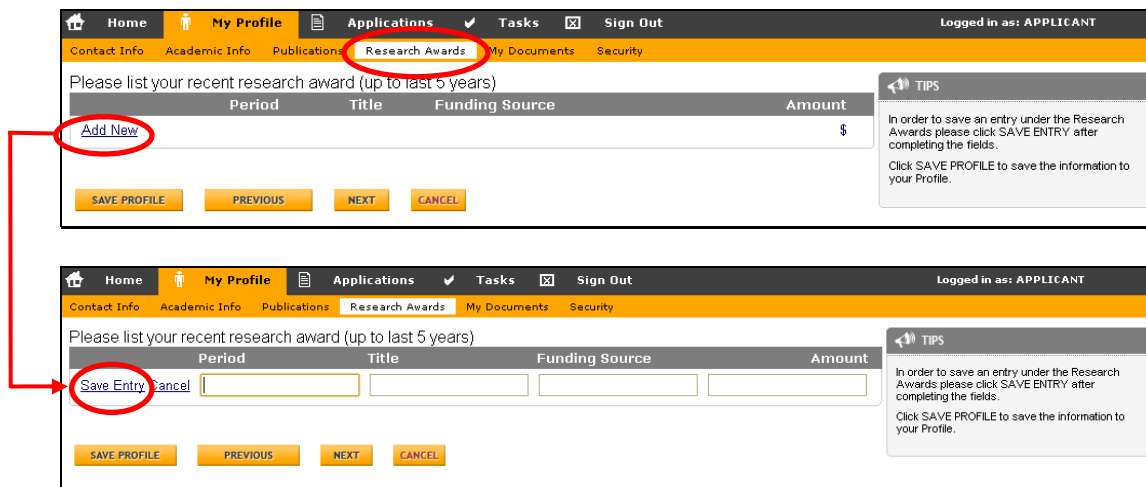 Home My Profile Applications Tasks Sign Out Logged in as: APPLICANT
Contact Info Academic Info Publications Research Awards My Documents Security
Please list your recent research award (up to last 5 years)
Period Title Funding Source Amount
Add New $
SAVE PROFILE PREVIOUS NEXT CANCEL
TIPS
In order to save an entry under the Research
Awards please click SAVE ENTRY after
completing the fields.
Click SAVE PROFILE to save the information to
your Profile.
Home My Profile Applications Tasks Sign Out Logged in as: APPLICANT
Contact Info Academic Info Publications Research Awards My Documents Security
Please list your recent research award (up to last 5 years)
Period Title Funding Source Amount
Save Entry Cancel
SAVE PROFILE PREVIOUS NEXT CANCEL
TIPS
In order to save an entry under the Research
Awards please click SAVE ENTRY after
completing the fields.
Click SAVE PROFILE to save the information to
your Profile.